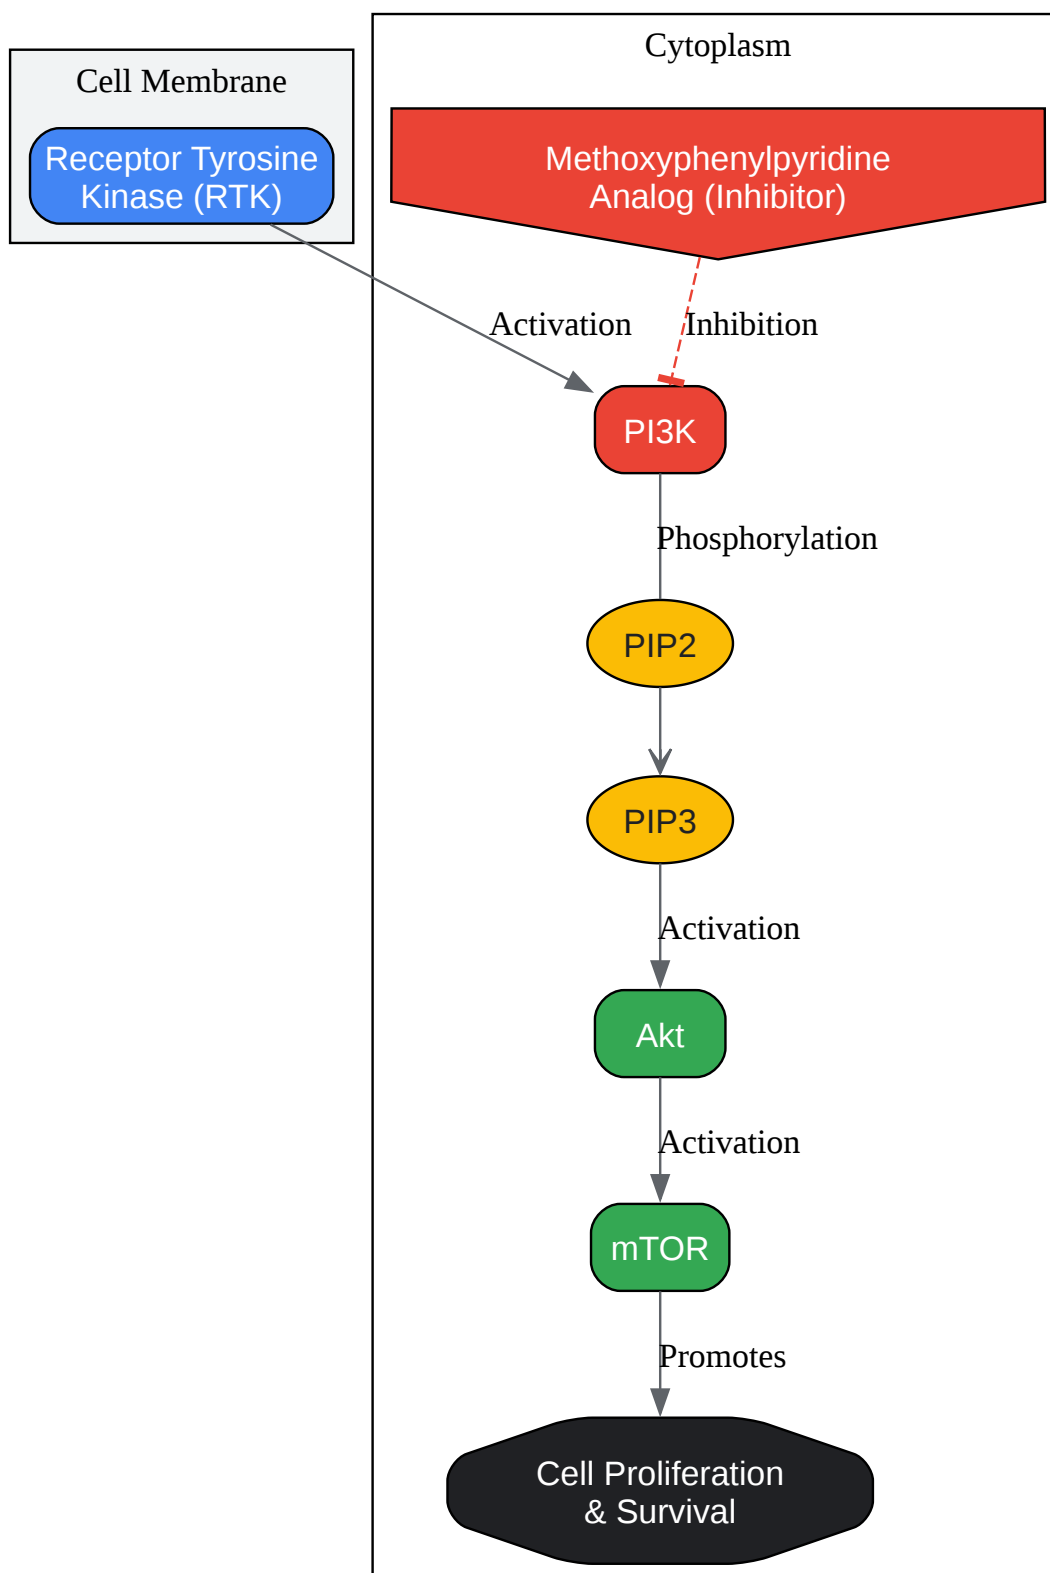 Cytoplasm
Cell Membrane
Receptor Tyrosine
Kinase (RTK)
Methoxyphenylpyridine
Analog (Inhibitor)
Activation
Inhibition
PI3K
Phosphorylation
PIP2
PIP3
Activation
Akt
Activation
mTOR
Promotes
Cell Proliferation
& Survival